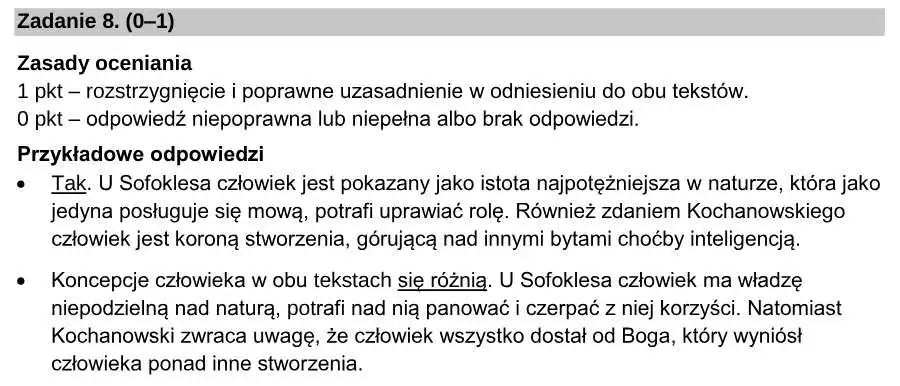 Zadanie 8. (0–1)
Zasady oceniania
1 pkt – rozstrzygnięcie i poprawne uzasadnienie w odniesieniu do obu tekstów.
0 pkt – odpowiedź niepoprawna lub niepełna albo brak odpowiedzi.
Przykładowe odpowiedzi
• Tak. U Sofoklesa człowiek jest pokazany jako istota najpotężniejsza w naturze, która jako
jedyna posługuje się mową, potrafi uprawiać rolę. Również zdaniem Kochanowskiego
człowiek jest koroną stworzenia, górującą nad innymi bytami choćby inteligencją.
• Koncepcje człowieka w obu tekstach się różnią. U Sofoklesa człowiek ma władzę
niepodzielną nad naturą, potrafi nad nią panować i czerpać z niej korzyści. Natomiast
Kochanowski zwraca uwagę, że człowiek wszystko dostał od Boga, który wyniósł
człowieka ponad inne stworzenia.